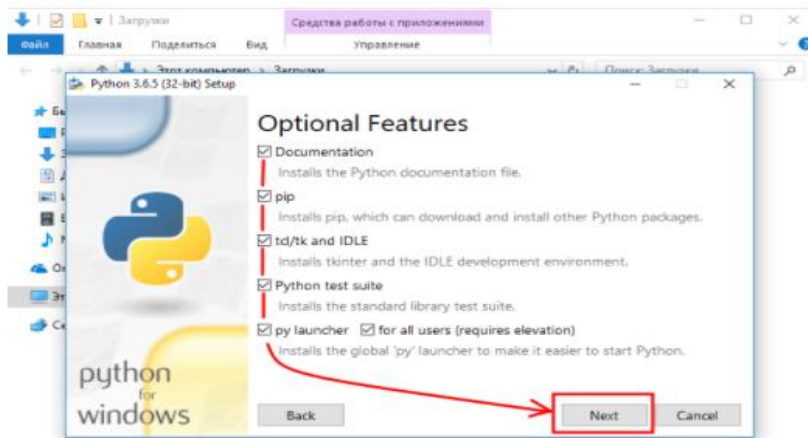 Загрузки
Средства работы с приложениями
Файл Главная Поделиться Вид Управление
Этот компьютер Загрузки Поиск: Загрузки
Python 3.6.5 (32-bit) Setup
Optional Features
Documentation
Installs the Python documentation file.
pip
Installs pip, which can download and install other Python packages.
tcl/tk and IDLE
Installs tkinter and the IDLE development environment.
Python test suite
Installs the standard library test suite.
py launcher for all users (requires elevation)
Installs the global 'py' launcher to make it easier to start Python.
python
for
windows
Back Next Cancel